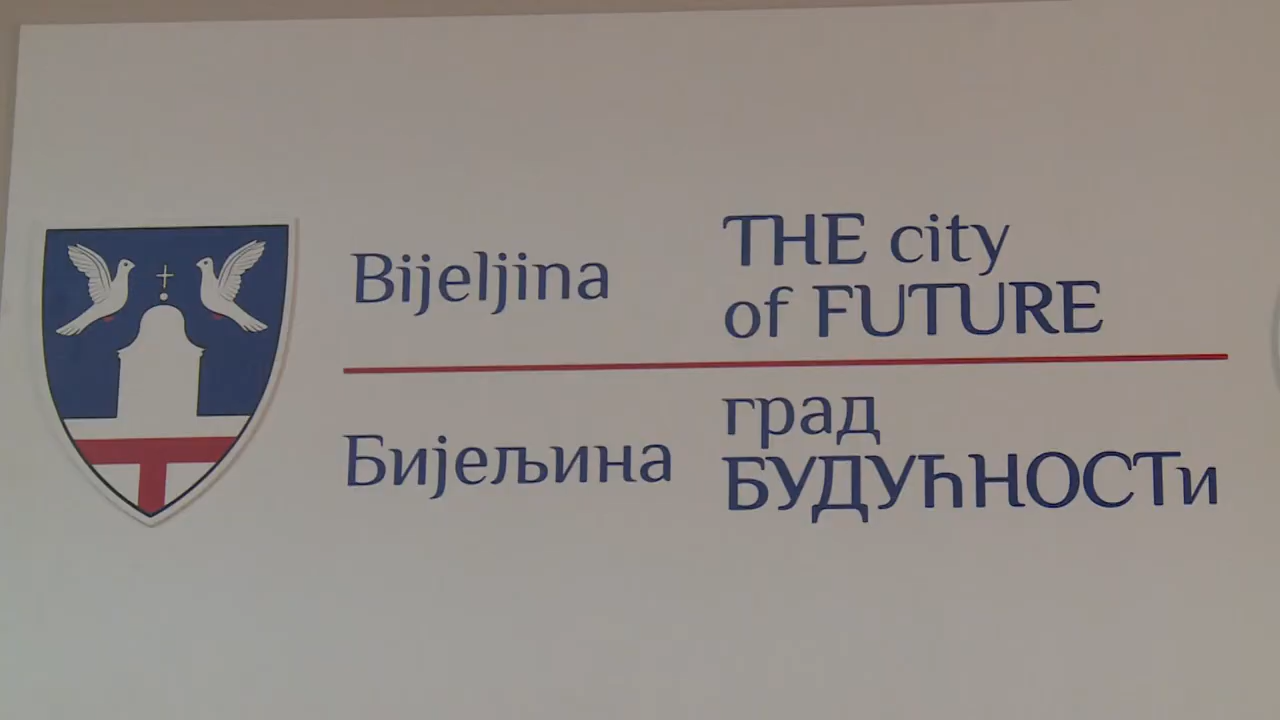 Bijeljina
THE city
of FUTURE
Бијељина
град
БУДУћНОСТи